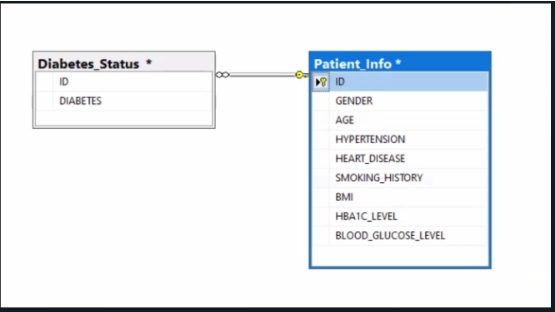 Diabetes_Status *
ID
DIABETES
Patient_Info *
ID
GENDER
AGE
HYPERTENSION
HEART_DISEASE
SMOKING_HISTORY
BMI
HBA1C_LEVEL
BLOOD_GLUCOSE_LEVEL